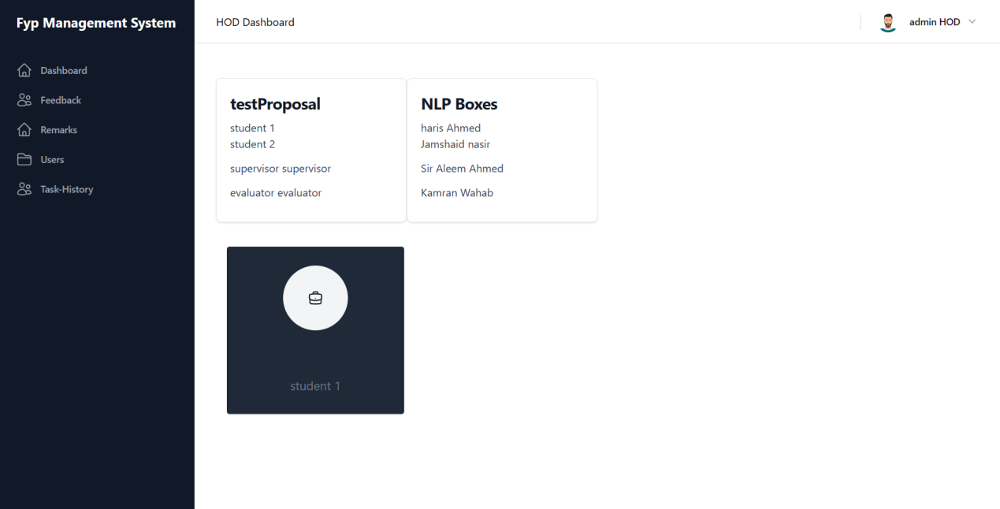 Fyp Management System
HOD Dashboard
admin HOD
Dashboard
Feedback
Remarks
Users
Task-History
testProposal
student 1
student 2
supervisor supervisor
evaluator evaluator
NLP Boxes
haris Ahmed
Jamshaid nasir
Sir Aleem Ahmed
Kamran Wahab
student 1